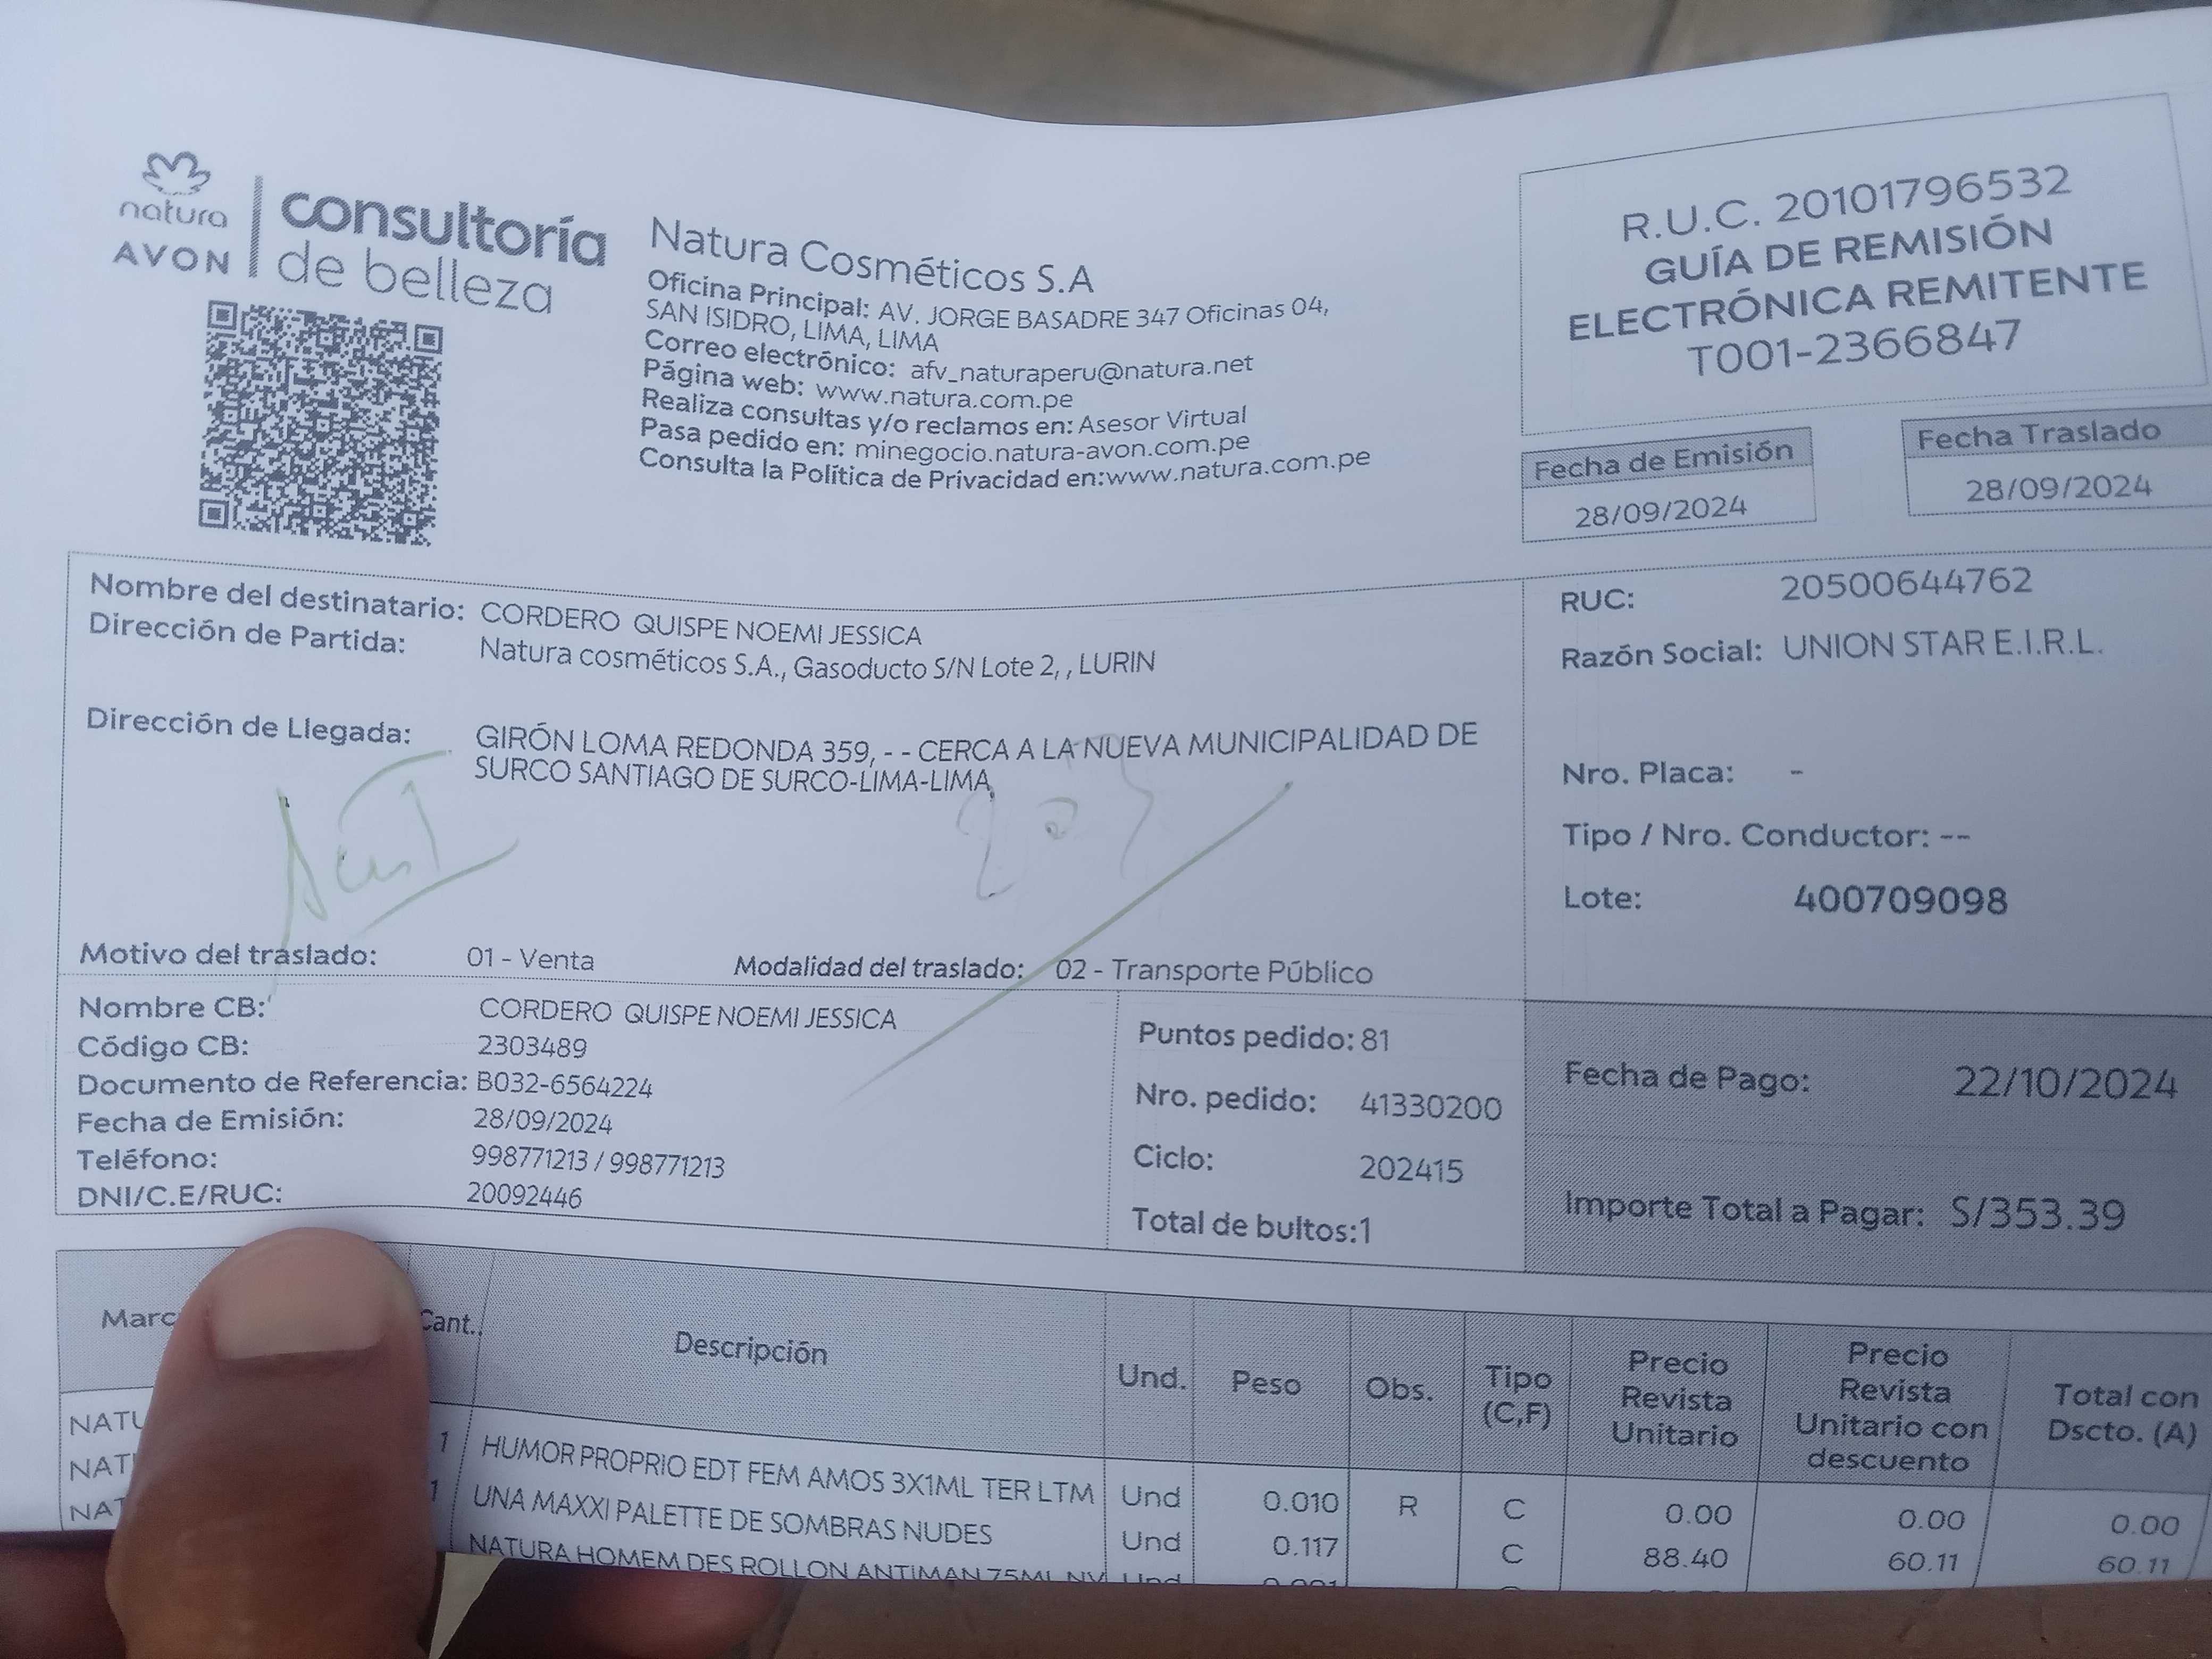 natura
AVON
consultoría
de belleza
Natura Cosméticos S.A
Oficina Principal: AV. JORGE BASADRE 347 Oficinas 04,
SAN ISIDRO, LIMA, LIMA
Correo electrónico: afv_naturaperu@natura.net
Página web: www.natura.com.pe
Realiza consultas y/o reclamos en: Asesor Virtual
Pasa pedido en: minegocio.natura-avon.com.pe
Consulta la Política de Privacidad en:www.natura.com.pe
R.U.C. 20101796532
GUÍA DE REMISIÓN
ELECTRÓNICA REMITENTE
T001-2366847
Fecha de Emisión
28/09/2024
Fecha Traslado
28/09/2024
Nombre del destinatario: CORDERO QUISPE NOEMI JESSICA
Dirección de Partida: Natura cosméticos S.A., Gasoducto S/N Lote 2, , LURIN
Dirección de Llegada: GIRÓN LOMA REDONDA 359, - - CERCA A LA NUEVA MUNICIPALIDAD DE
SURCO SANTIAGO DE SURCO-LIMA-LIMA,
Motivo del traslado: 01 - Venta Modalidad del traslado: 02 - Transporte Público
RUC: 20500644762
Razón Social: UNION STAR E.I.R.L.
Nro. Placa: -
Tipo / Nro. Conductor: --
Lote: 400709098
Nombre CB: CORDERO QUISPE NOEMI JESSICA
Código CB: 2303489
Documento de Referencia: B032-6564224
Fecha de Emisión: 28/09/2024
Teléfono: 998771213 / 998771213
DNI/C.E/RUC: 20092446
Puntos pedido: 81
Nro. pedido: 41330200
Ciclo: 202415
Total de bultos:1
Fecha de Pago: 22/10/2024
Importe Total a Pagar: S/353.39
Cant. Descripción Und. Peso Obs. Tipo (C,F) Precio Revista Unitario Precio Revista Unitario con descuento Total con Dscto. (A)
1 HUMOR PROPRIO EDT FEM AMOS 3X1ML TER LTM Und 0.010 R C 0.00 0.00 0.00
1 UNA MAXXI PALETTE DE SOMBRAS NUDES Und 0.117 C 88.40 60.11 60.11
NATURA HOMEM DES ROLLON ANTIMAN 75ML NV Und